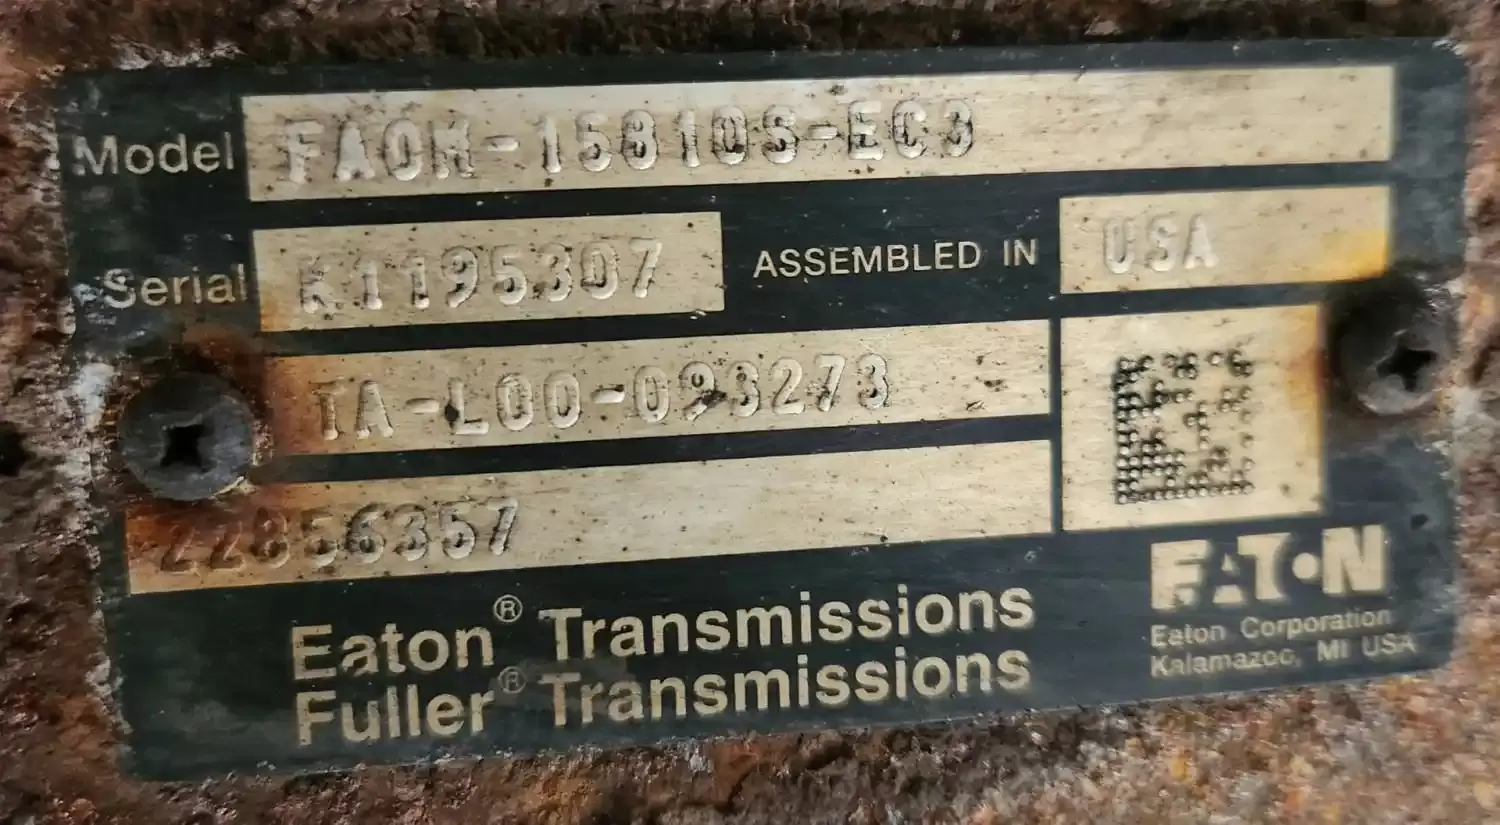 Model FAOM-15810S-EC3
Serial K1195307 ASSEMBLED IN USA
TA-L00-093273
22856357
Eaton® Transmissions
Fuller® Transmissions
EATON
Eaton Corporation
Kalamazoo, MI USA